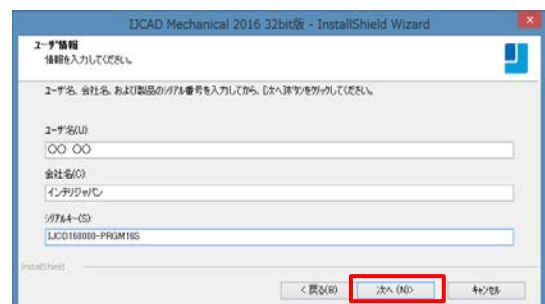 IJCAD Mechanical 2016 32bit版 - InstallShield Wizard
ユーザ情報
情報を入力してください。
ユーザ名、会社名、および製品のシリアル番号を入力してから、[次へ]ボタンをクリックしてください。
ユーザ名(U):
〇〇 〇〇
会社名(C):
インテリジャパン
シリアルキー(S):
IJCD160000-PRGM16S
InstallShield
< 戻る(B)
次へ (N)>
キャンセル